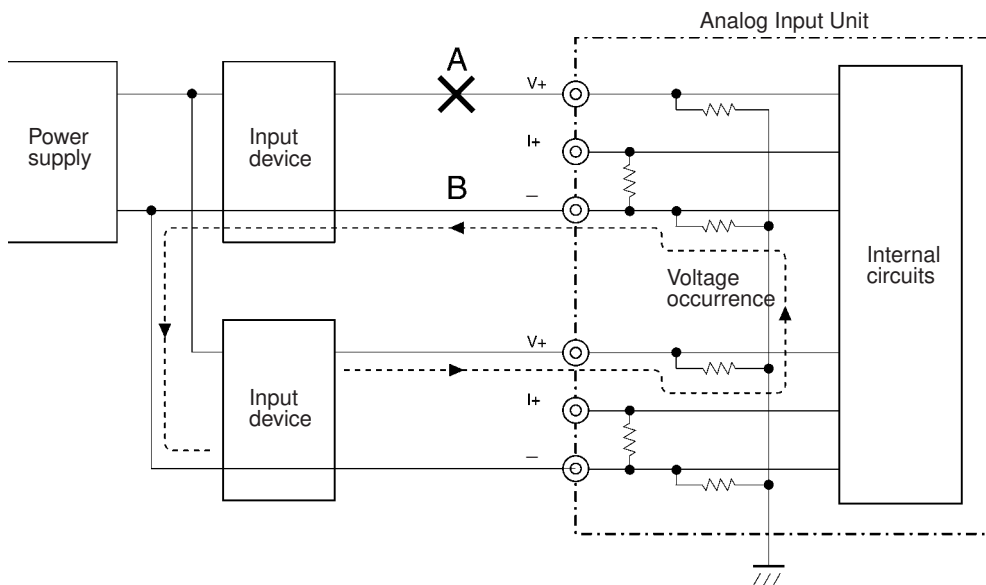 Analog Input Unit
A
V+
Power
supply
Input
device
I+
B
−
Internal
circuits
Voltage
occurrence
V+
Input
device
I+
−